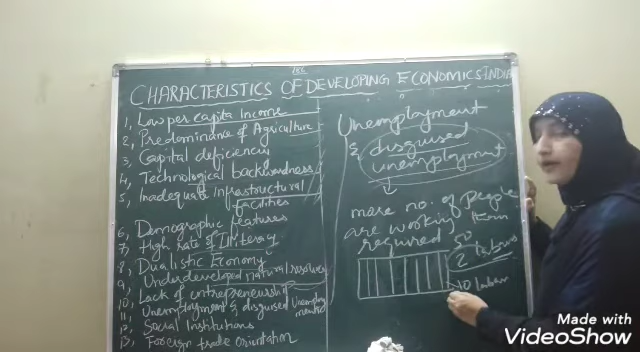 CHARACTERISTICS OF DEVELOPING ECONOMICS INDIA
1, Low per capita Income
2, Predominance of Agriculture
3, Capital deficiency
4, Technological backwardness
5, Inadequate infrastructural
facilities
6, Demographic features
7, High rate of Illiteracy
8, Dualistic Economy
9, Underdeveloped natural resources
10, Lack of entrepreneurship
11, Unemployment & disguised Unemployment
12, Social Institutions
13, Foreign trade orientation
Unemployment
& disguised
unemployment
more no. of people
are working than
required
50
2
10 labour
Made with
VideoShow